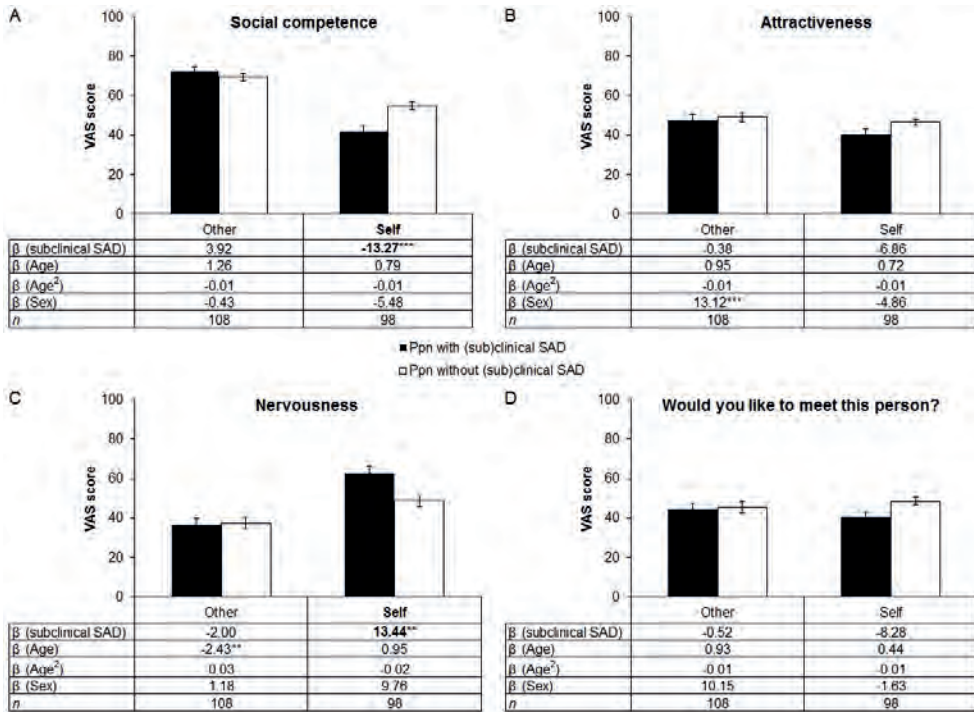 A
Social competence
100
80
60
40
20
0
VAS score
Other Self
β (subclinical SAD) 3.92 -13.27***
β (Age) 1.26 0.79
β (Age²) -0.01 -0.01
β (Sex) -0.43 -5.48
n 108 98
B
Attractiveness
100
80
60
40
20
0
VAS score
Other Self
β (subclinical SAD) -0.38 -6.86
β (Age) 0.95 0.72
β (Age²) -0.01 -0.01
β (Sex) 13.12*** -4.86
n 108 98
Ppn with (sub)clinical SAD
Ppn without (sub)clinical SAD
C
Nervousness
100
80
60
40
20
0
VAS score
Other Self
β (subclinical SAD) -2.00 13.44**
β (Age) -2.43** 0.95
β (Age²) 0.03 -0.02
β (Sex) 1.18 9.76
n 108 98
D
Would you like to meet this person?
100
80
60
40
20
0
VAS score
Other Self
β (subclinical SAD) -0.52 -8.28
β (Age) 0.93 0.44
β (Age²) -0.01 -0.01
β (Sex) 10.15 -1.63
n 108 98